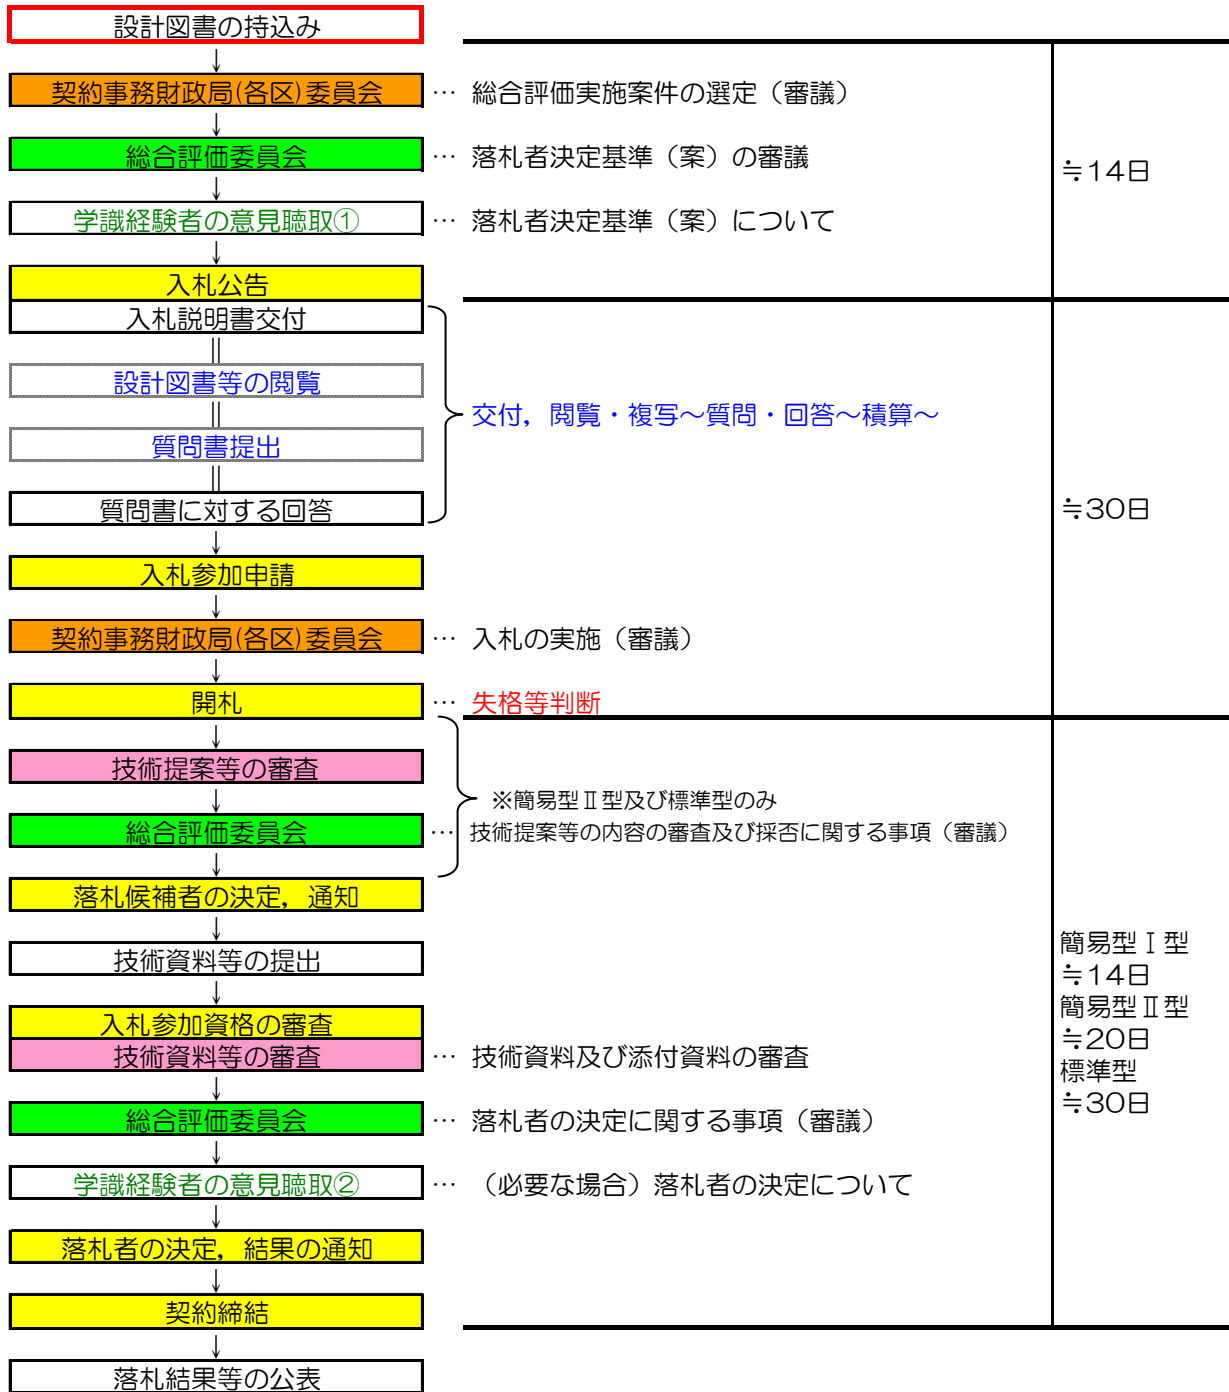 設計図書の持込み
↓
契約事務財政局(各区)委員会 … 総合評価実施案件の選定（審議）
↓
総合評価委員会 … 落札者決定基準（案）の審議
≒14日
↓
学識経験者の意見聴取① … 落札者決定基準（案）について
↓
入札公告
入札説明書交付
設計図書等の閲覧
交付，閲覧・複写～質問・回答～積算～
質問書提出
質問書に対する回答
≒30日
↓
入札参加申請
↓
契約事務財政局(各区)委員会 … 入札の実施（審議）
↓
開札 … 失格等判断
↓
技術提案等の審査
※簡易型Ⅱ型及び標準型のみ
↓
総合評価委員会 … 技術提案等の内容の審査及び採否に関する事項（審議）
↓
落札候補者の決定，通知
↓
技術資料等の提出
簡易型Ⅰ型
≒14日
簡易型Ⅱ型
≒20日
標準型
≒30日
↓
入札参加資格の審査
技術資料等の審査 … 技術資料及び添付資料の審査
↓
総合評価委員会 … 落札者の決定に関する事項（審議）
↓
学識経験者の意見聴取② … （必要な場合）落札者の決定について
↓
落札者の決定，結果の通知
↓
契約締結
↓
落札結果等の公表